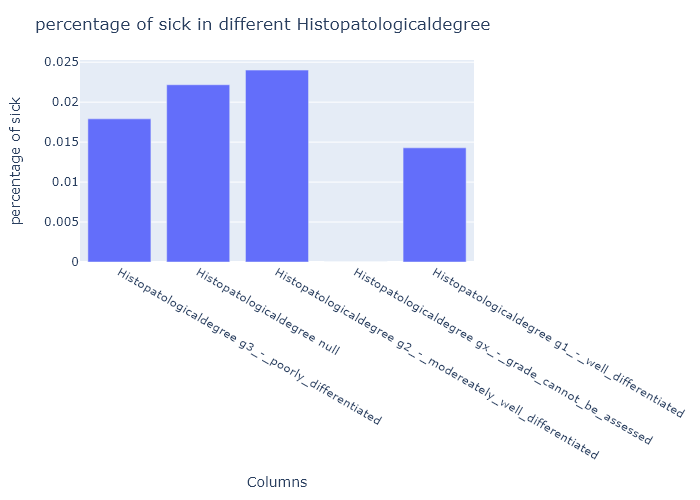 percentage of sick in different Histopatologicaldegree
percentage of sick
0.025
0.02
0.015
0.01
0.005
0
Histopatologicaldegree g3_-_poorly_differentiated
Histopatologicaldegree null
Histopatologicaldegree g2_-_modereately_well_differentiated
Histopatologicaldegree gx_-_grade_cannot_be_assessed
Histopatologicaldegree g1_-_well_differentiated
Columns